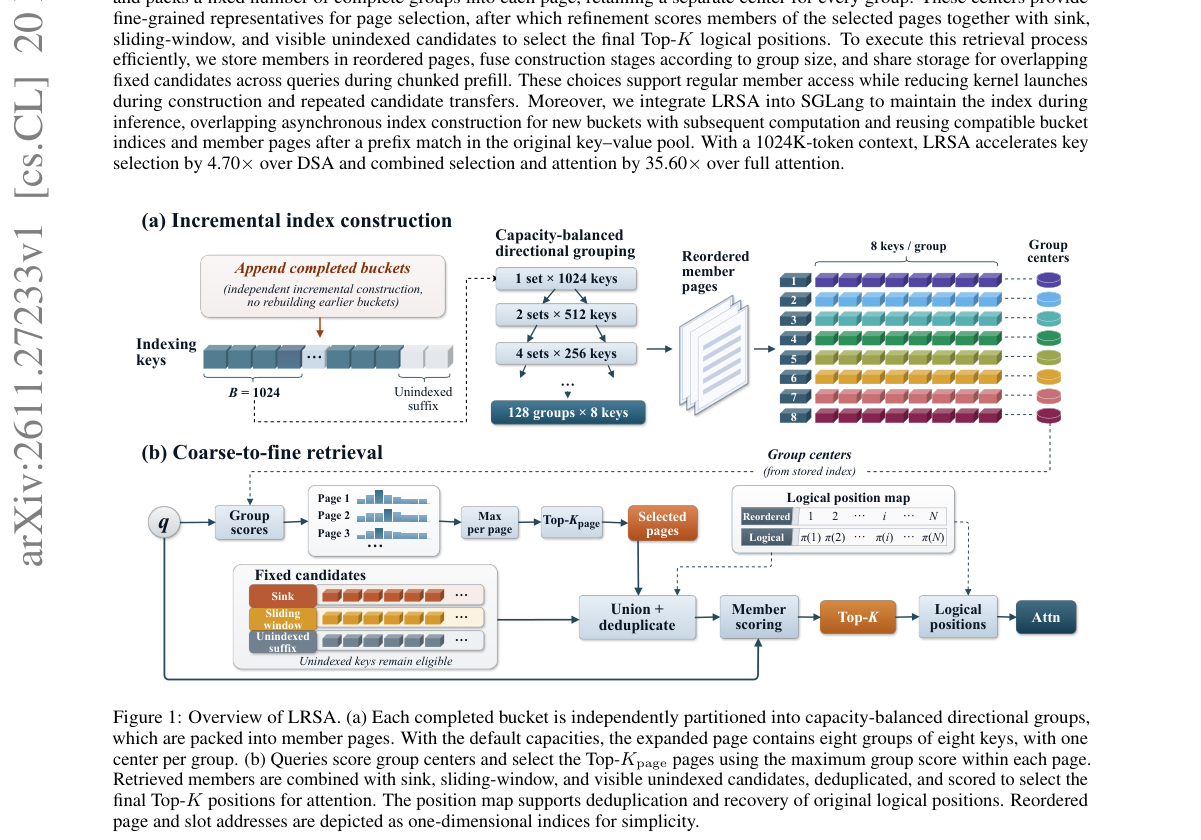 and packs a fixed number of complete groups into each page, retaining a separate center for every group. These centers provide
fine-grained representatives for page selection, after which refinement scores members of the selected pages together with sink,
sliding-window, and visible unindexed candidates to select the final Top-K logical positions. To execute this retrieval process
efficiently, we store members in reordered pages, fuse construction stages according to group size, and share storage for overlapping
fixed candidates across queries during chunked prefill. These choices support regular member access while reducing kernel launches
during construction and repeated candidate transfers. Moreover, we integrate LRSA into SGLang to maintain the index during
inference, overlapping asynchronous index construction for new buckets with subsequent computation and reusing compatible bucket
indices and member pages after a prefix match in the original key–value pool. With a 1024K-token context, LRSA accelerates key
selection by 4.70× over DSA and combined selection and attention by 35.60× over full attention.
arXiv:2611.27233v1 [cs.CL] 20
(a) Incremental index construction
Append completed buckets
(independent incremental construction,
no rebuilding earlier buckets)
Indexing
keys
...
B = 1024
Unindexed
suffix
Capacity-balanced
directional grouping
1 set × 1024 keys
2 sets × 512 keys
4 sets × 256 keys
...
128 groups × 8 keys
Reordered
member
pages
8 keys / group
Group
centers
1
2
3
4
5
6
7
8
(b) Coarse-to-fine retrieval
Group centers
(from stored index)
q
Group
scores
Page 1
Page 2
Page 3
...
Max
per page
Top-Kpage
Selected
pages
Logical position map
Reordered 1 2 ... i ... N
Logical π(1) π(2) ... π(i) ... π(N)
Fixed candidates
Sink ...
Sliding
window ...
Unindexed
suffix ...
Unindexed keys remain eligible
Union +
deduplicate
Member
scoring
Top-K
Logical
positions
Attn
Figure 1: Overview of LRSA. (a) Each completed bucket is independently partitioned into capacity-balanced directional groups,
which are packed into member pages. With the default capacities, the expanded page contains eight groups of eight keys, with one
center per group. (b) Queries score group centers and select the Top-Kpage pages using the maximum group score within each page.
Retrieved members are combined with sink, sliding-window, and visible unindexed candidates, deduplicated, and scored to select the
final Top-K positions for attention. The position map supports deduplication and recovery of original logical positions. Reordered
page and slot addresses are depicted as one-dimensional indices for simplicity.